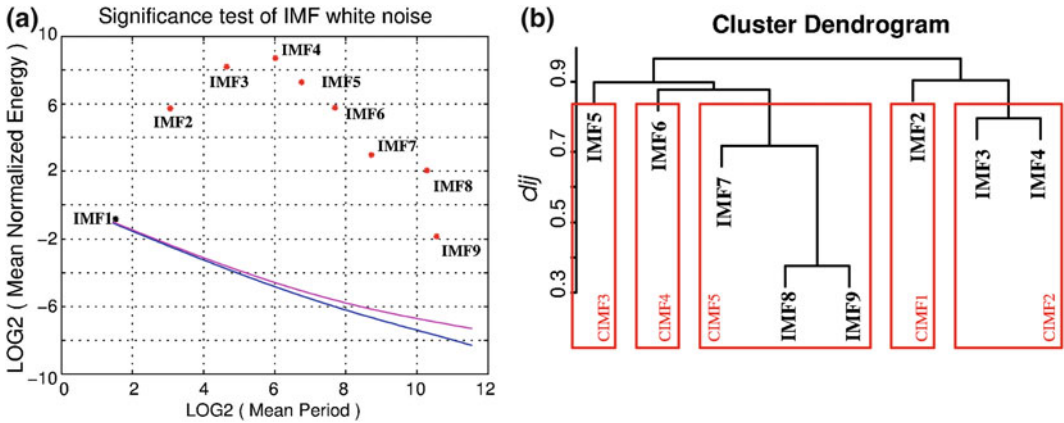 (a) Significance test of IMF white noise
LOG2 ( Mean Normalized Energy )
10
6
2
−2
−6
−10
IMF1
IMF2
IMF3
IMF4
IMF5
IMF6
IMF7
IMF8
IMF9
0 2 4 6 8 10 12
LOG2 ( Mean Period )
(b) Cluster Dendrogram
dij
0.9
0.7
0.5
0.3
IMF5
IMF6
IMF7
IMF8
IMF9
IMF2
IMF3
IMF4
CIMF3
CIMF4
CIMF5
CIMF1
CIMF2